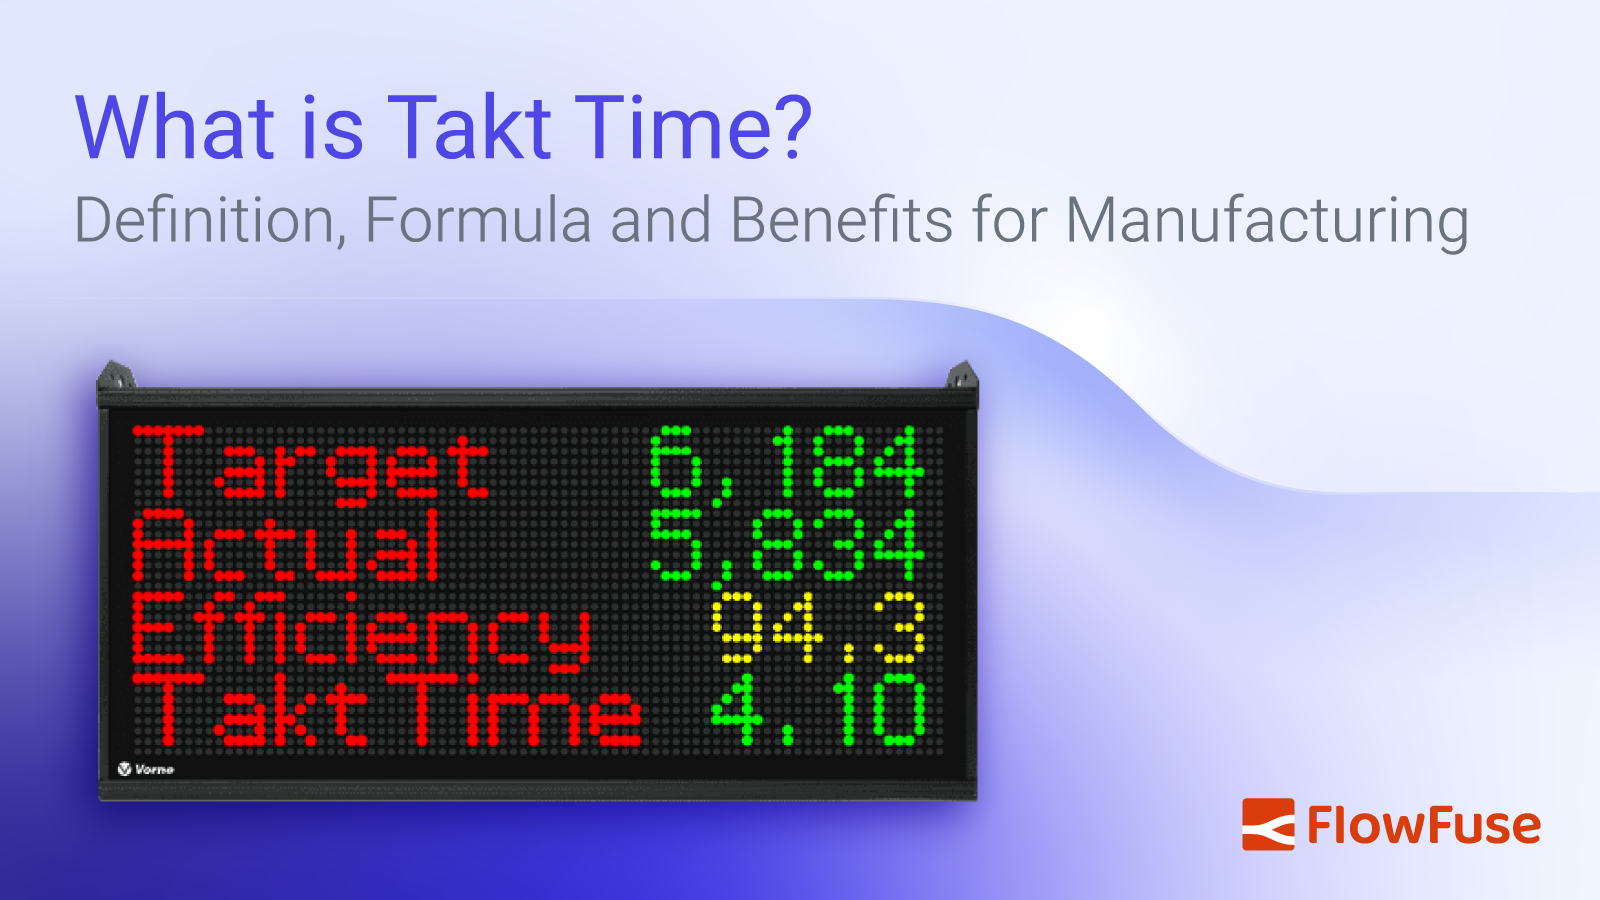 What is Takt Time?
Definition, Formula and Benefits for Manufacturing
Target 6,184
Actual 5,834
Efficiency 94.3
Takt Time 4.10
Vorne
FlowFuse